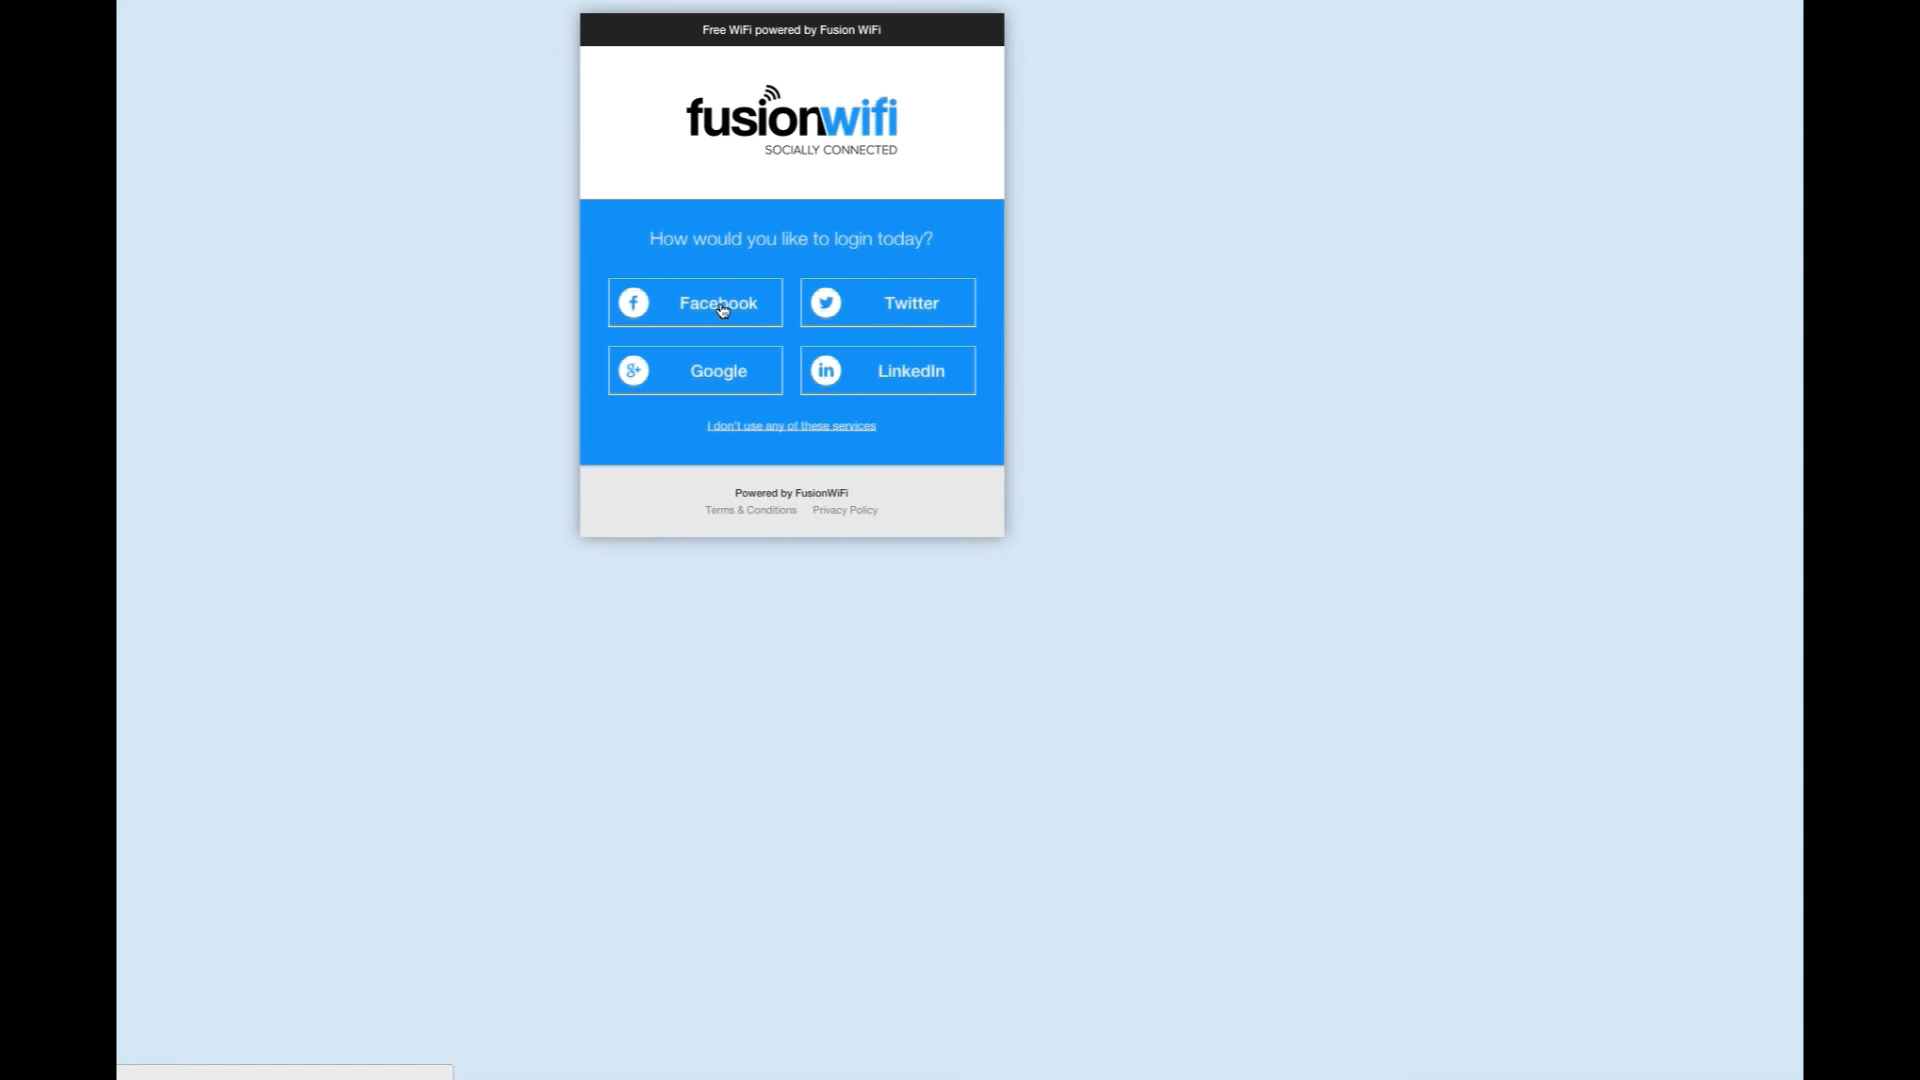 Free WiFi powered by Fusion WiFi
fusionwifi
SOCIALLY CONNECTED
How would you like to login today?
Facebook
Twitter
Google
LinkedIn
I don't use any of these services
Powered by FusionWiFi
Terms & Conditions Privacy Policy